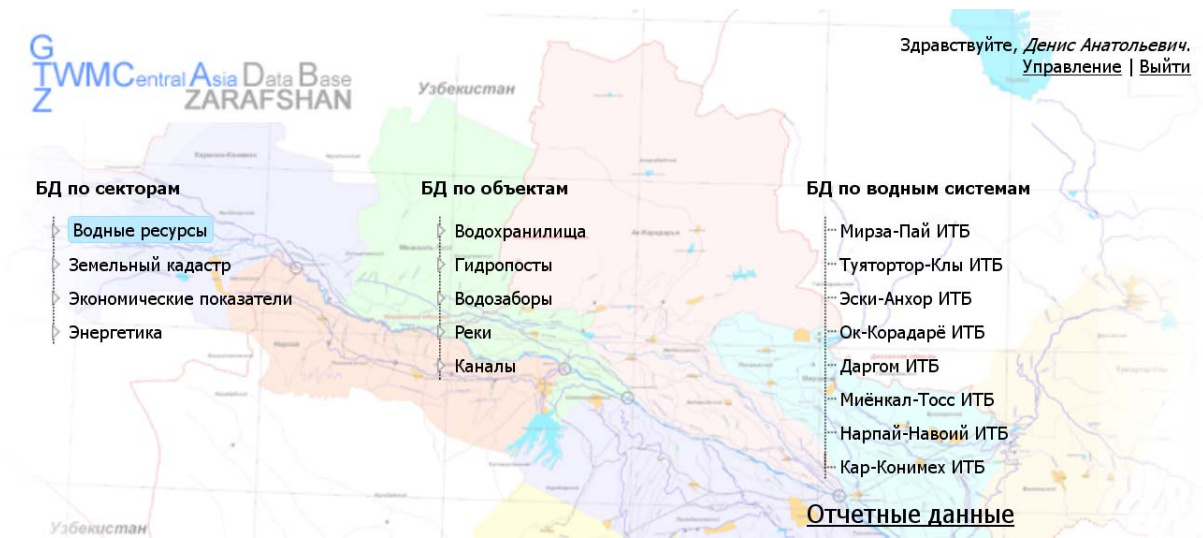 GTZ
TWMCentral Asia Data Base
ZARAFSHAN
Здравствуйте, Денис Анатольевич.
Управление | Выйти
Узбекистан
БД по секторам
Водные ресурсы
Земельный кадастр
Экономические показатели
Энергетика
БД по объектам
Водохранилища
Гидропосты
Водозаборы
Реки
Каналы
БД по водным системам
Мирза-Пай ИТБ
Туятортор-Клы ИТБ
Эски-Анхор ИТБ
Ок-Корадарё ИТБ
Даргом ИТБ
Миёнкал-Тосс ИТБ
Нарпай-Навоий ИТБ
Кар-Конимех ИТБ
Отчетные данные
Узбекистан